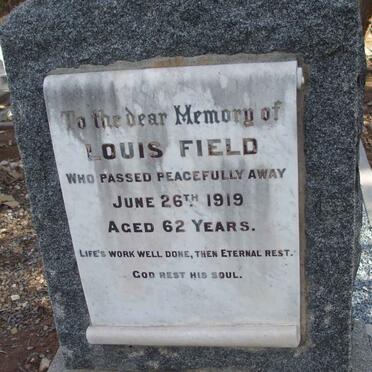 To the dear Memory of
LOUIS FIELD
WHO PASSED PEACEFULLY AWAY
JUNE 26TH 1919
AGED 62 YEARS.
LIFE'S WORK WELL DONE, THEN ETERNAL REST.
GOD REST HIS SOUL.